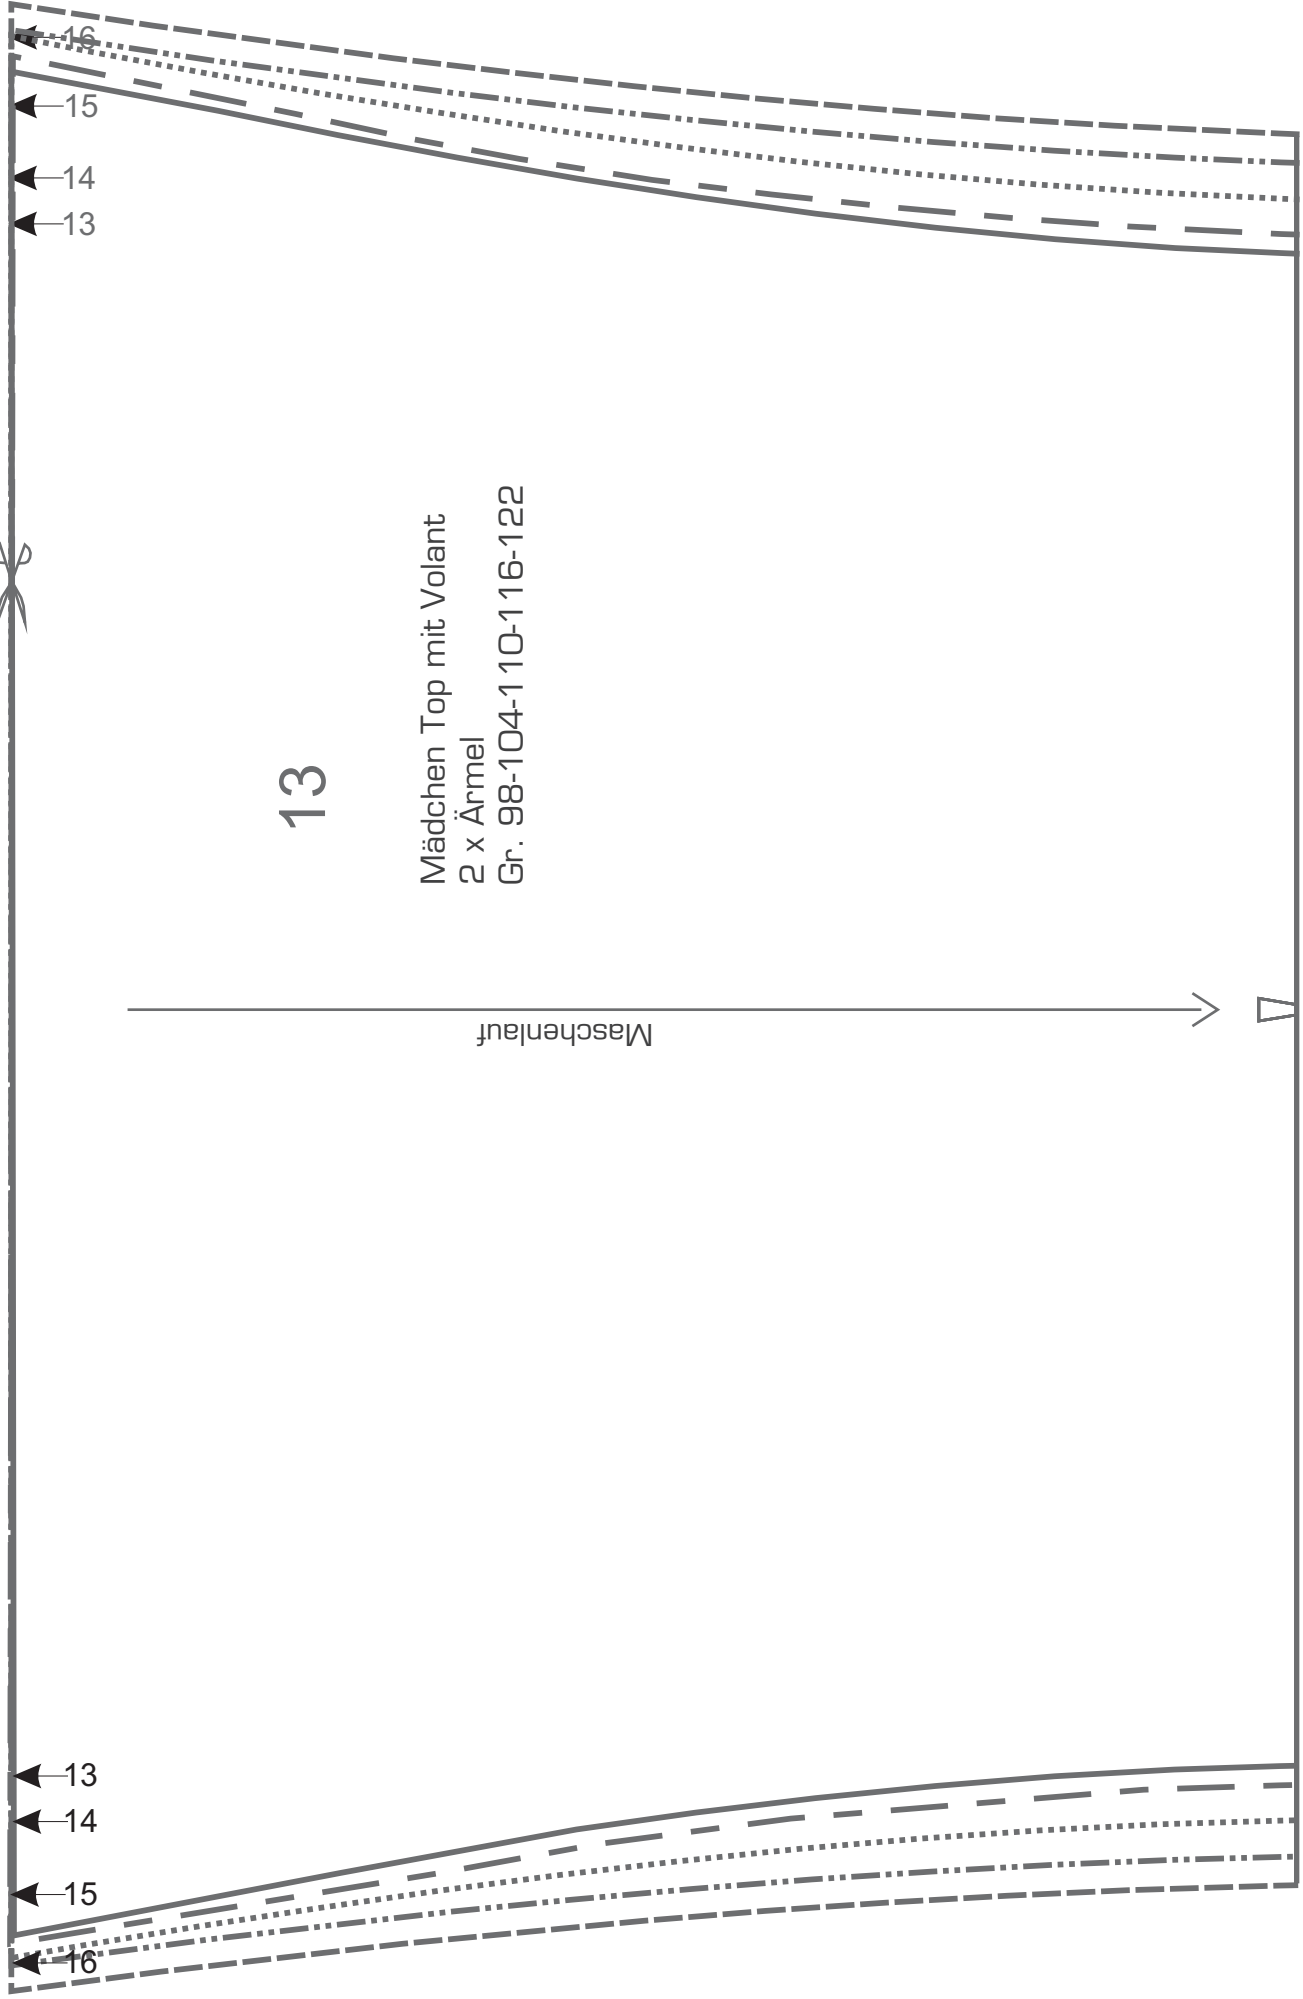 16
15
14
13
13
Mädchen Top mit Volant
2 x Ärmel
Gr. 98-104-110-116-122
Maschenlauf
13
14
15
16